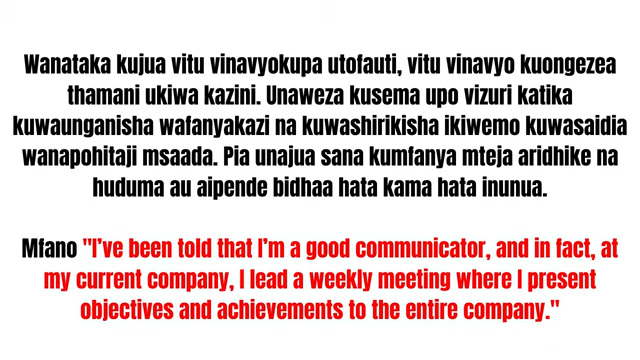 Wanataka kujua vitu vinavyokupa utofauti, vitu vinavyo kuongezea
thamani ukiwa kazini. Unaweza kusema upo vizuri katika
kuwaunganisha wafanyakazi na kuwashirikisha ikiwemo kuwasaidia
wanapohitaji msaada. Pia unajua sana kumfanya mteja aridhike na
huduma au aipende bidhaa hata kama hata inunua.
Mfano "I’ve been told that I’m a good communicator, and in fact, at
my current company, I lead a weekly meeting where I present
objectives and achievements to the entire company."